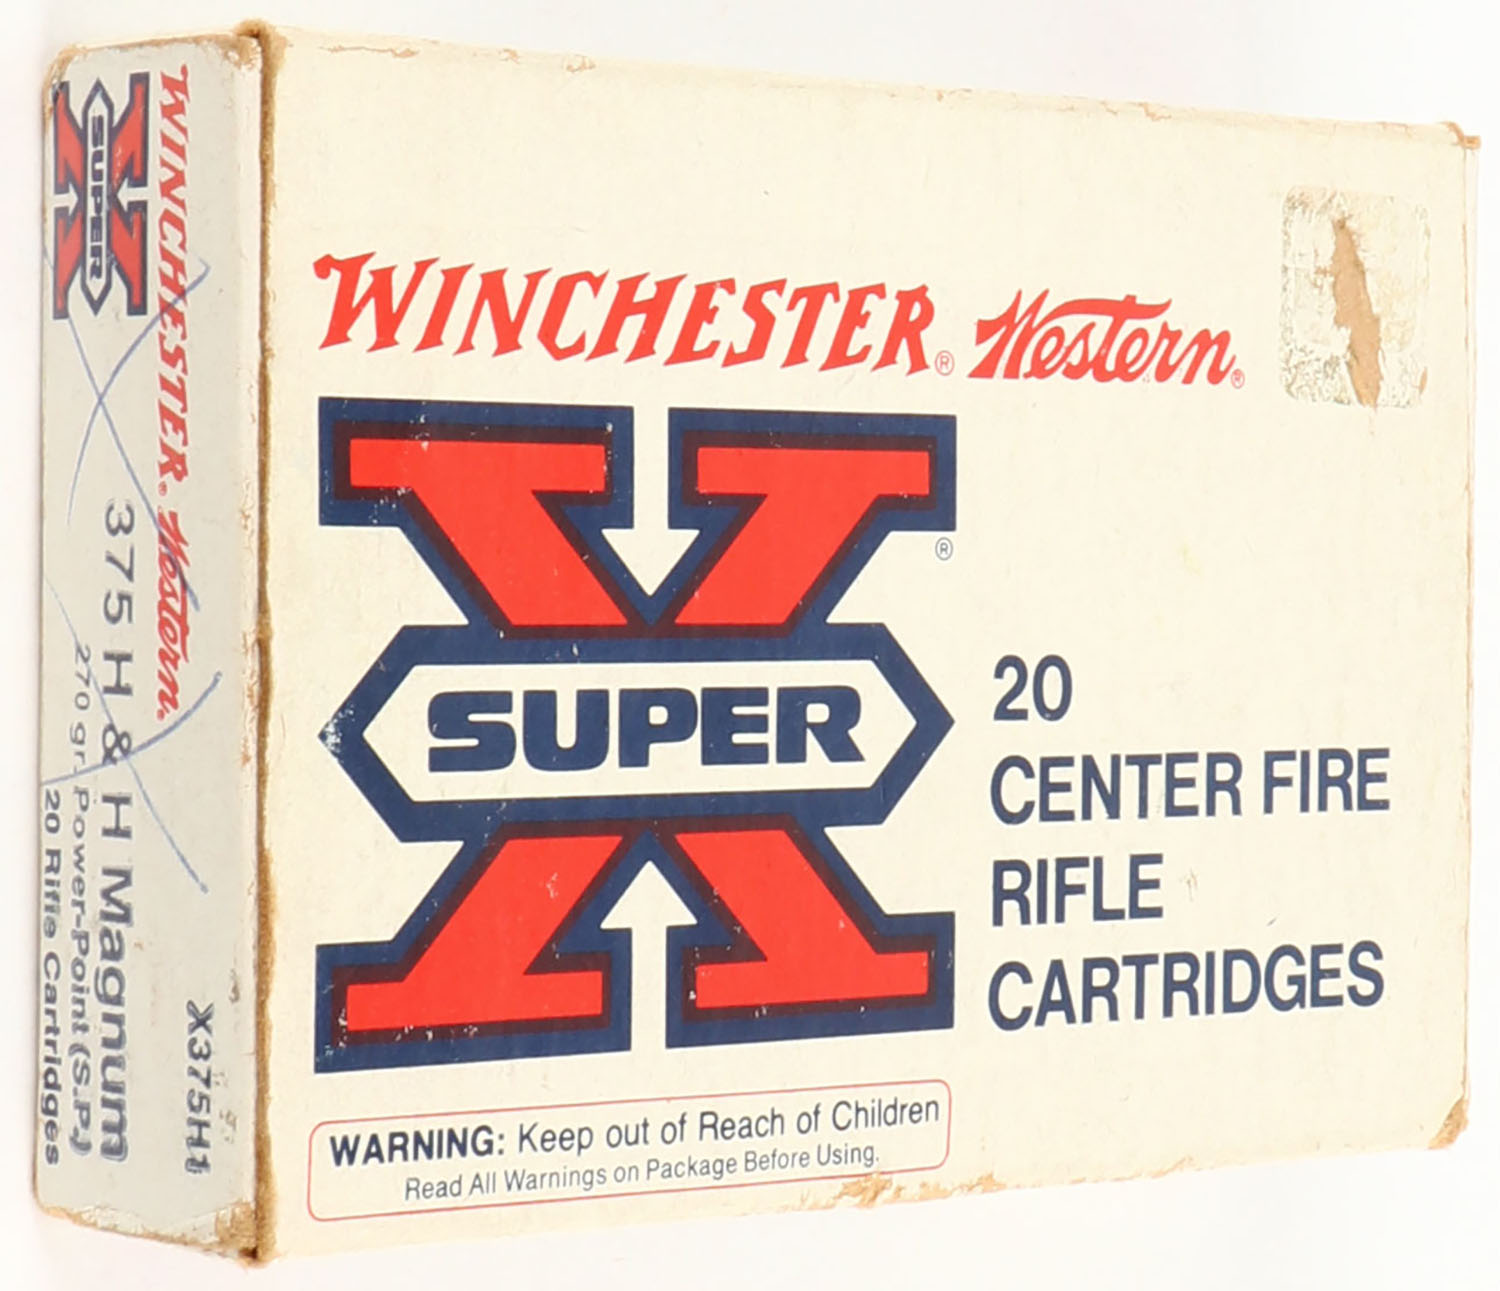 WINCHESTER® Western®
X®
SUPER
20
CENTER FIRE
RIFLE
CARTRIDGES
WARNING: Keep out of Reach of Children
Read All Warnings on Package Before Using.
WINCHESTER® Western®
X
SUPER
375 H & H Magnum
270 gr. Power-Point (S.P.)
20 Rifle Cartridges
X375H1